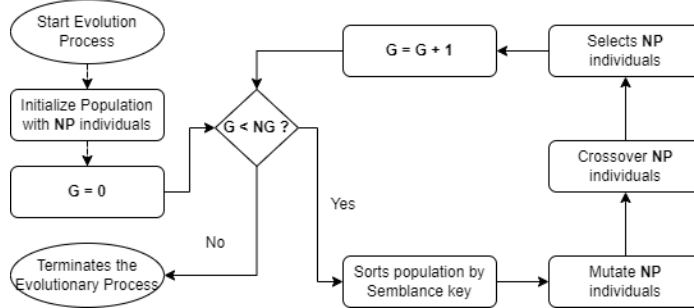 Start Evolution
Process
Initialize Population
with NP individuals
G = 0
G < NG ?
No
Terminates the
Evolutionary Process
Yes
Sorts population by
Semblance key
Mutate NP
individuals
Crossover NP
individuals
Selects NP
individuals
G = G + 1